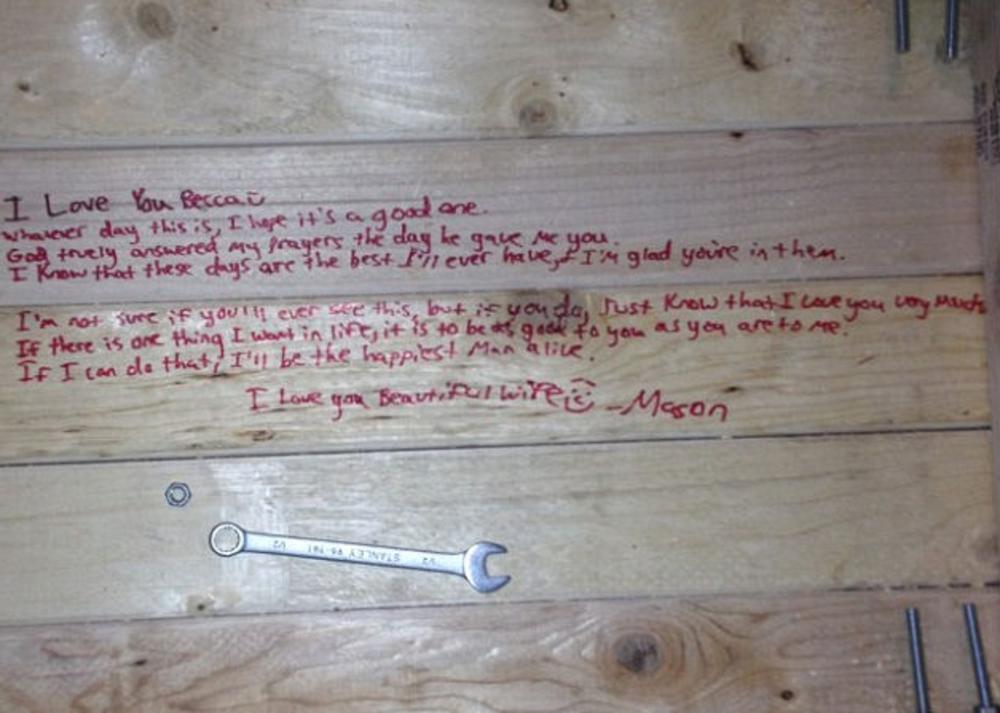 I Love You Becca
Whatever day this is, I hope it's a good one.
God truely answered my prayers the day he gave me you.
I Know that these days are the best I'll ever have, & I'm glad you're in them.
I'm not sure if you'll ever see this, but if you do, Just Know that I Love you very much
If there is one thing I want in life, it is to be as good to you as you are to me.
If I can do that, I'll be the happiest Man alive.
I Love you Beautiful wife -Mason
1/2 STANLEY 1/2